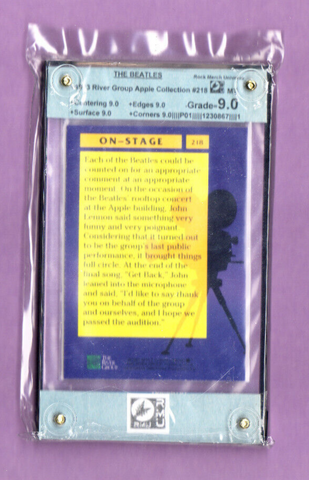 THE BEATLES
1993 River Group Apple Collection #218
+Centering 9.0 +Edges 9.0 -Grade-9.0
+Surface 9.0 +Corners 9.0
ON-STAGE 218
Each of the Beatles could be
counted on for an appropriate
comment at an appropriate
moment. On the occasion of
the Beatles' rooftop concert
at the Apple building, John
Lennon said something very
funny and very poignant.
Considering that it turned out
to be the group's last public
performance, it brought things
full circle. At the end of the
final song, "Get Back," John
leaned into the microphone
and said, "I'd like to say thank
you on behalf of the group
and ourselves, and I hope we
passed the audition."
THE
RIVER
GROUP